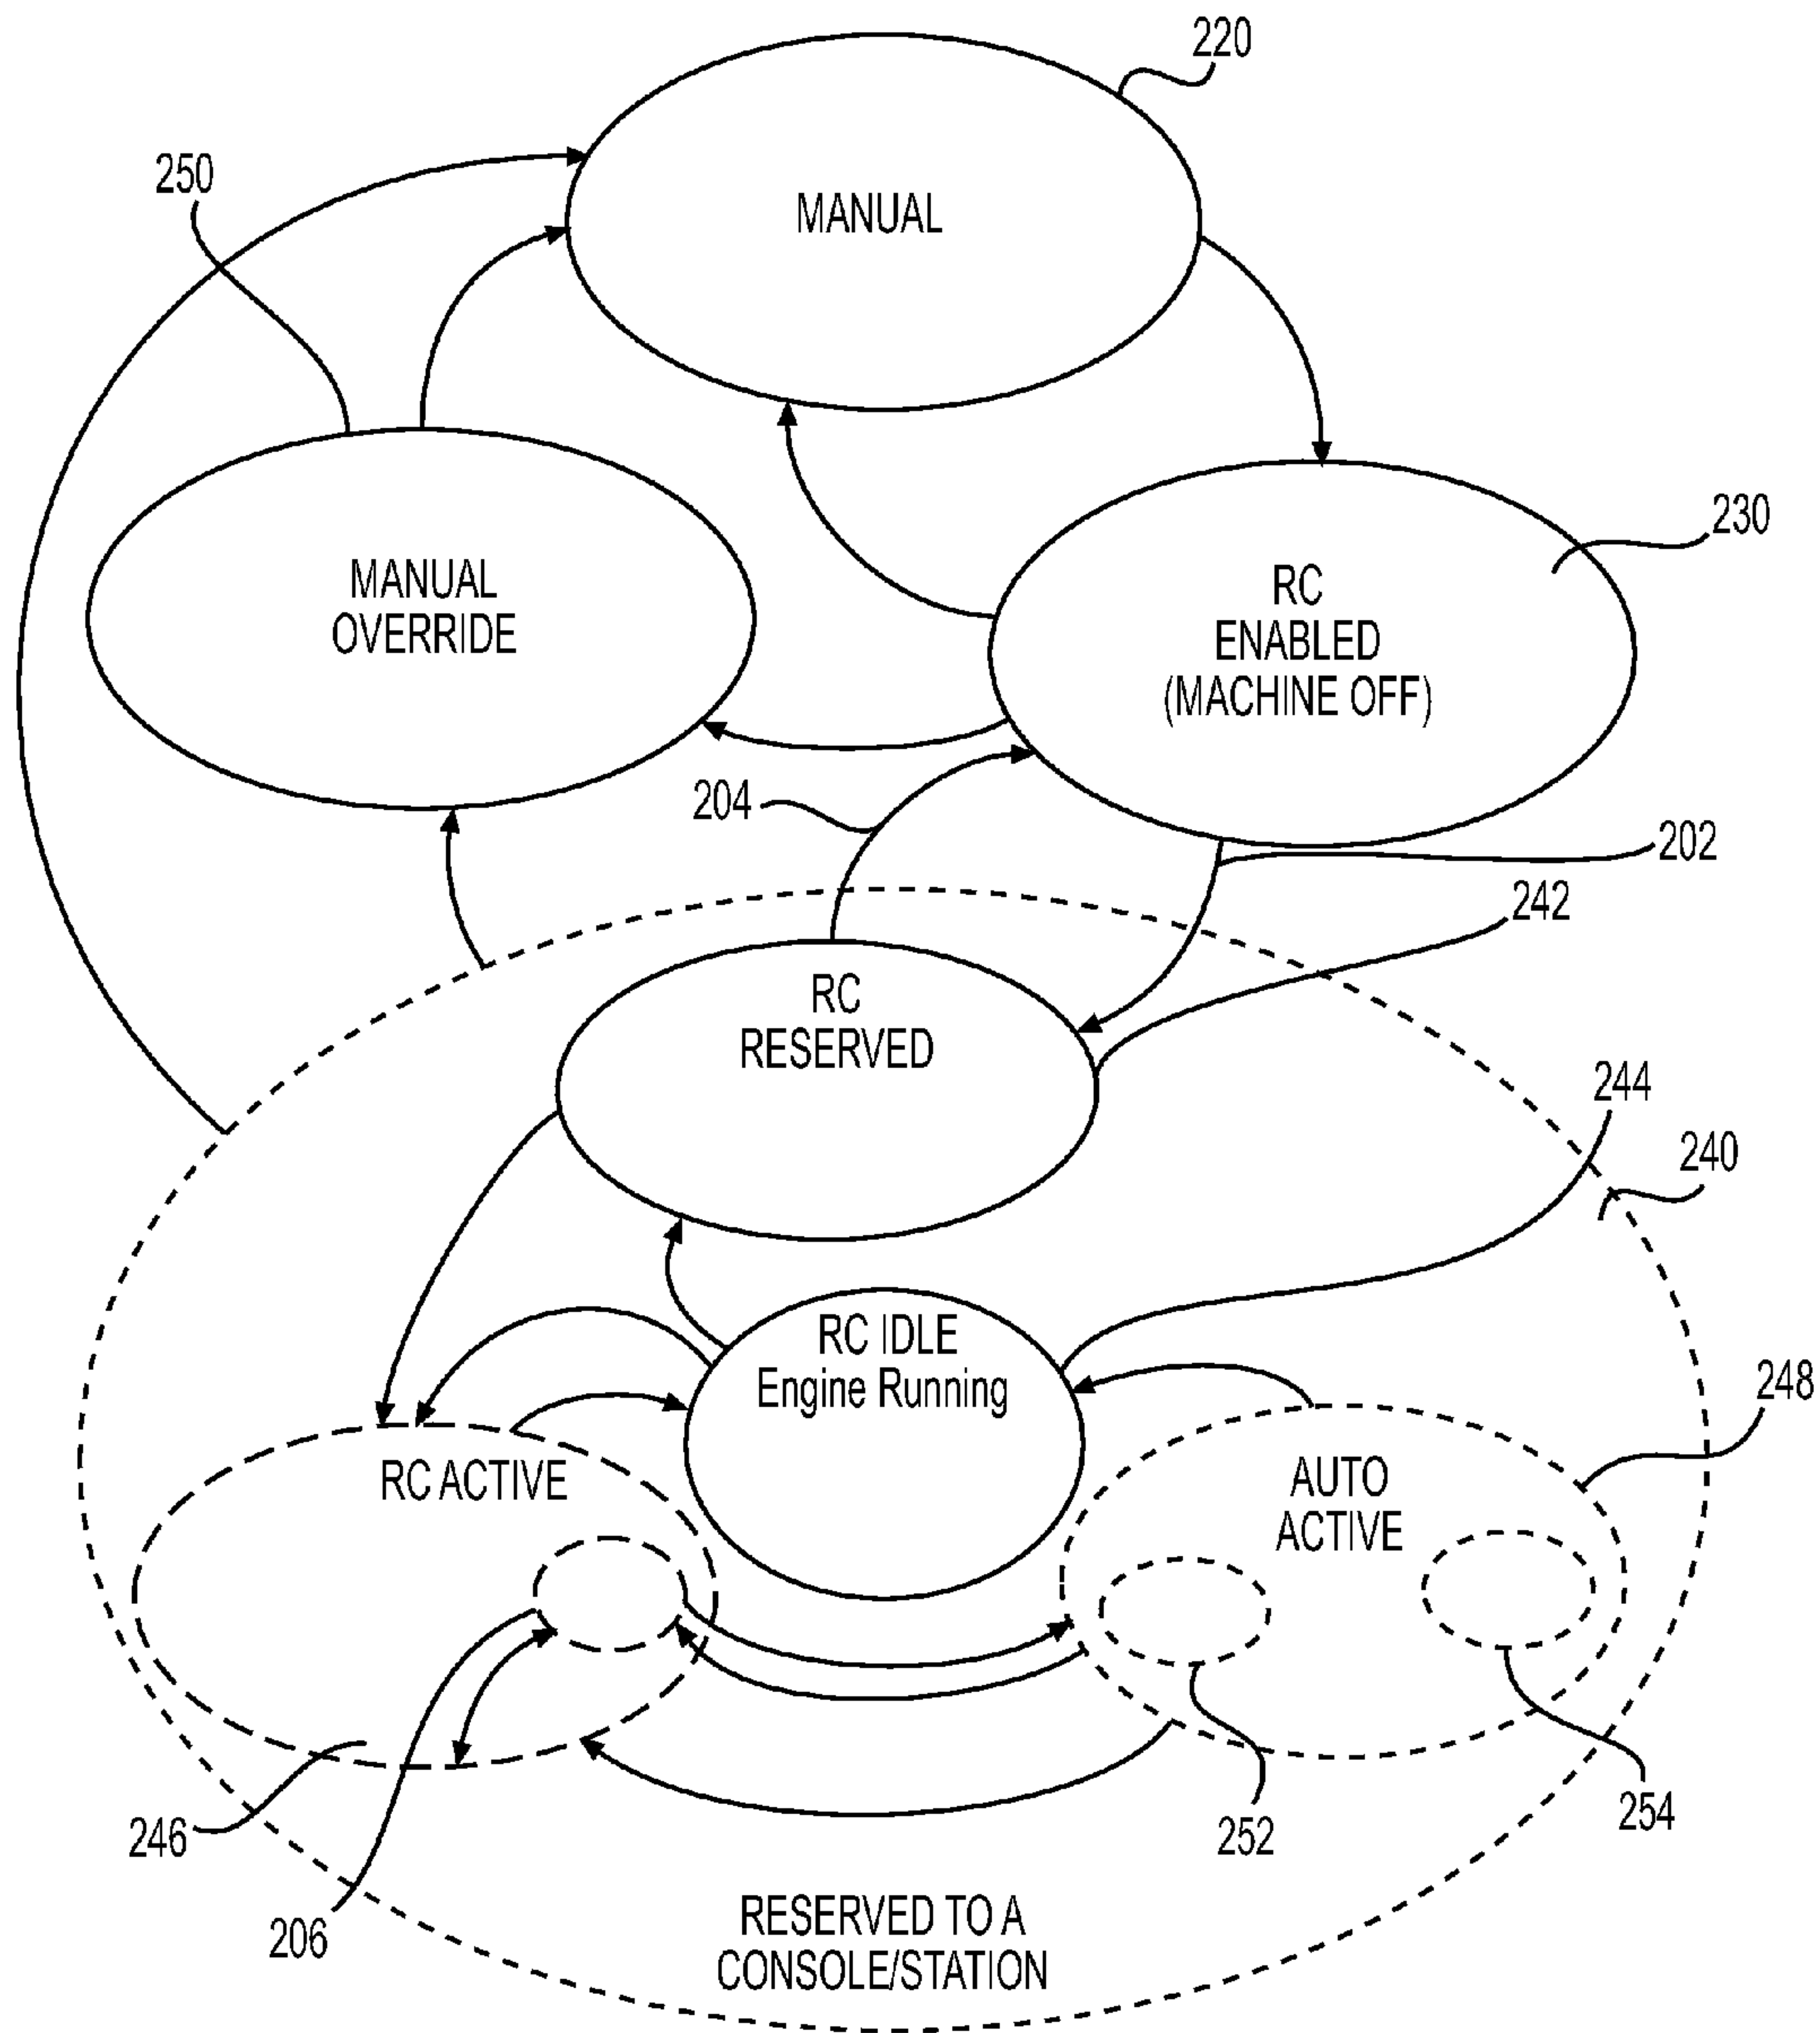 220
250
MANUAL
230
MANUAL
OVERRIDE
RC
ENABLED
(MACHINE OFF)
204
202
242
RC
RESERVED
244
240
RC IDLE
Engine Running
248
RC ACTIVE
AUTO
ACTIVE
246
252
254
206
RESERVED TO A
CONSOLE/STATION